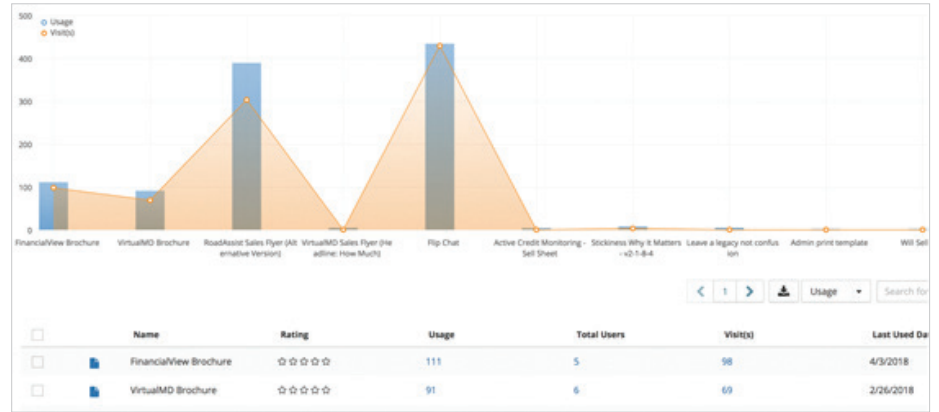 500
Usage
Visit(s)
400
300
200
100
0
FinancialView Brochure
VirtualMD Brochure
RoadAssist Sales Flyer (Alt
ernative Version)
VirtualMD Sales Flyer (He
adline: How Much)
Flip Chat
Active Credit Monitoring -
Sell Sheet
Stickiness Why It Matters
- v2-1-8-4
Leave a legacy not confus
ion
Admin print template
Will Sell
1 Usage Search for
Name Rating Usage Total Users Visit(s) Last Used Da
FinancialView Brochure 111 5 98 4/3/2018
VirtualMD Brochure 91 6 69 2/26/2018